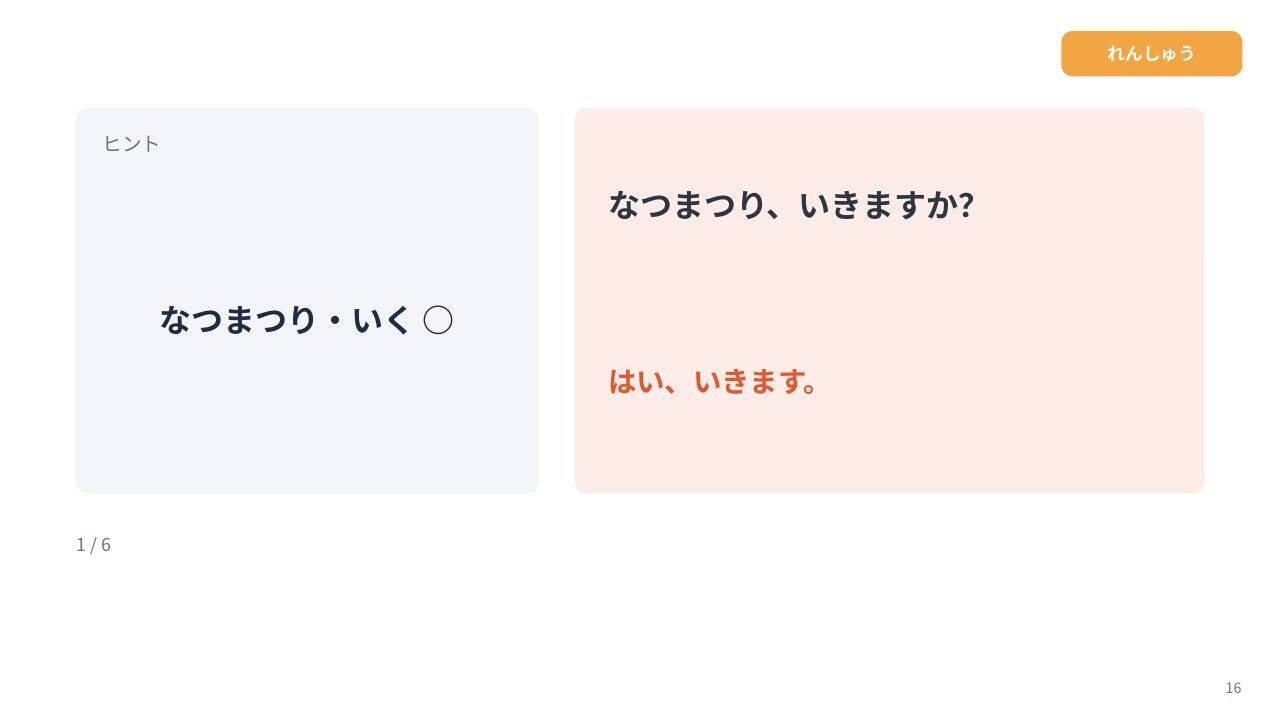 れんしゅう
ヒント
なつまつり・いく ○
なつまつり、いきますか?
はい、いきます。
1 / 6
16